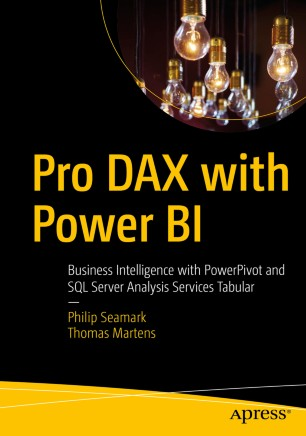 Pro DAX with
Power BI
Business Intelligence with PowerPivot and
SQL Server Analysis Services Tabular
—
Philip Seamark
Thomas Martens
Apress®